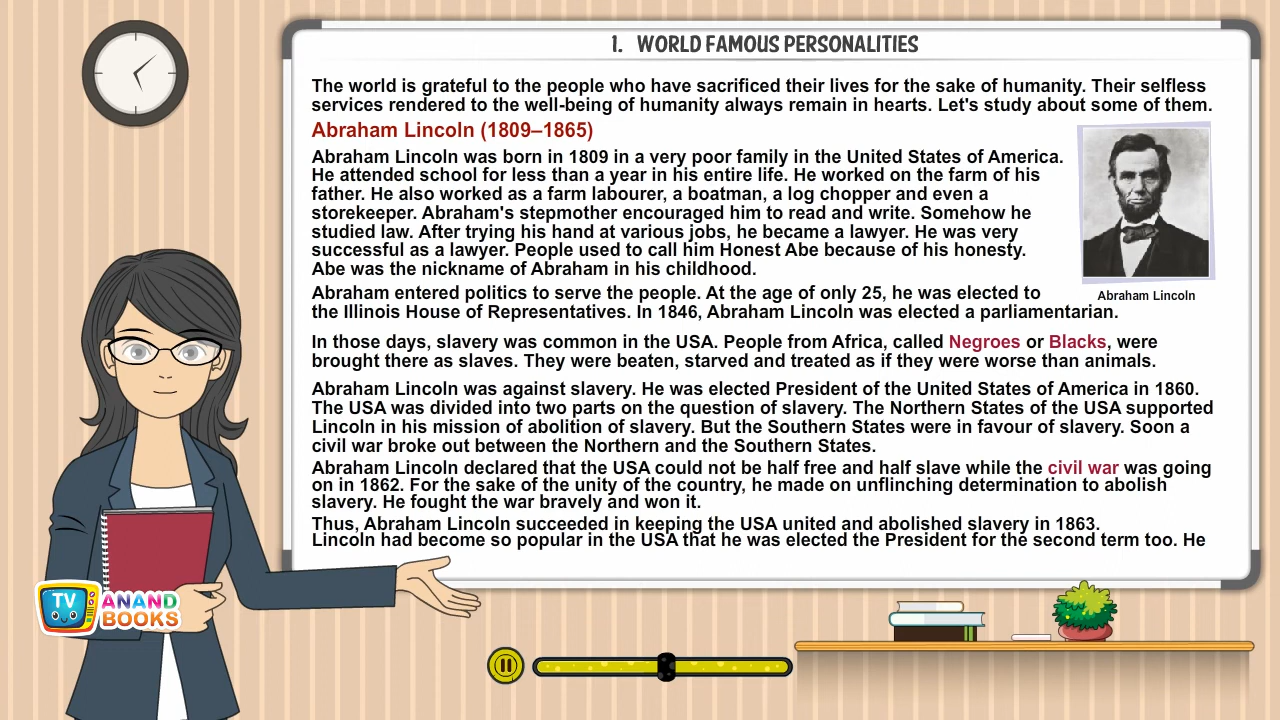 1. WORLD FAMOUS PERSONALITIES
The world is grateful to the people who have sacrificed their lives for the sake of humanity. Their selfless
services rendered to the well-being of humanity always remain in hearts. Let's study about some of them.
Abraham Lincoln (1809–1865)
Abraham Lincoln was born in 1809 in a very poor family in the United States of America.
He attended school for less than a year in his entire life. He worked on the farm of his
father. He also worked as a farm labourer, a boatman, a log chopper and even a
storekeeper. Abraham's stepmother encouraged him to read and write. Somehow he
studied law. After trying his hand at various jobs, he became a lawyer. He was very
successful as a lawyer. People used to call him Honest Abe because of his honesty.
Abe was the nickname of Abraham in his childhood.
Abraham entered politics to serve the people. At the age of only 25, he was elected to
the Illinois House of Representatives. In 1846, Abraham Lincoln was elected a parliamentarian.
Abraham Lincoln
In those days, slavery was common in the USA. People from Africa, called Negroes or Blacks, were
brought there as slaves. They were beaten, starved and treated as if they were worse than animals.
Abraham Lincoln was against slavery. He was elected President of the United States of America in 1860.
The USA was divided into two parts on the question of slavery. The Northern States of the USA supported
Lincoln in his mission of abolition of slavery. But the Southern States were in favour of slavery. Soon a
civil war broke out between the Northern and the Southern States.
Abraham Lincoln declared that the USA could not be half free and half slave while the civil war was going
on in 1862. For the sake of the unity of the country, he made on unflinching determination to abolish
slavery. He fought the war bravely and won it.
Thus, Abraham Lincoln succeeded in keeping the USA united and abolished slavery in 1863.
Lincoln had become so popular in the USA that he was elected the President for the second term too. He
TV
ANAND
BOOKS